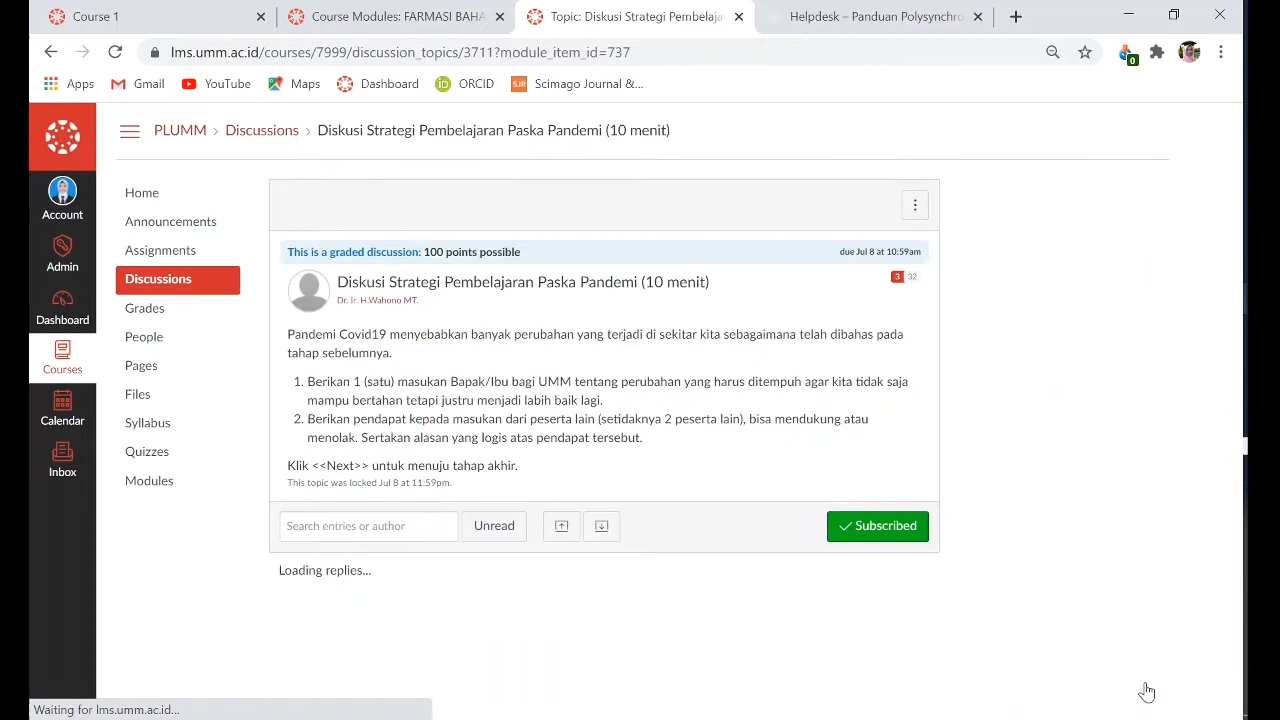 Course 1
Course Modules: FARMASI BAHA
Topic: Diskusi Strategi Pembelaja
Helpdesk – Panduan Polysynchro
lms.umm.ac.id/courses/7999/discussion_topics/3711?module_item_id=737
0
Apps Gmail YouTube Maps Dashboard ORCID SJR Scimago Journal &...
PLUMM > Discussions > Diskusi Strategi Pembelajaran Paska Pandemi (10 menit)
Account
Admin
Dashboard
Courses
Calendar
Inbox
Home
Announcements
Assignments
Discussions
Grades
People
Pages
Files
Syllabus
Quizzes
Modules
This is a graded discussion: 100 points possible due Jul 8 at 10:59am
Diskusi Strategi Pembelajaran Paska Pandemi (10 menit) 3 32
Dr. Ir. H.Wahono MT.
Pandemi Covid19 menyebabkan banyak perubahan yang terjadi di sekitar kita sebagaimana telah dibahas pada
tahap sebelumnya.
1. Berikan 1 (satu) masukan Bapak/Ibu bagi UMM tentang perubahan yang harus ditempuh agar kita tidak saja
mampu bertahan tetapi justru menjadi lebih baik lagi.
2. Berikan pendapat kepada masukan dari peserta lain (setidaknya 2 peserta lain), bisa mendukung atau
menolak. Sertakan alasan yang logis atas pendapat tersebut.
Klik <<Next>> untuk menuju tahap akhir.
This topic was locked Jul 8 at 11:59pm.
Search entries or author Unread Subscribed
Loading replies...
Waiting for lms.umm.ac.id...